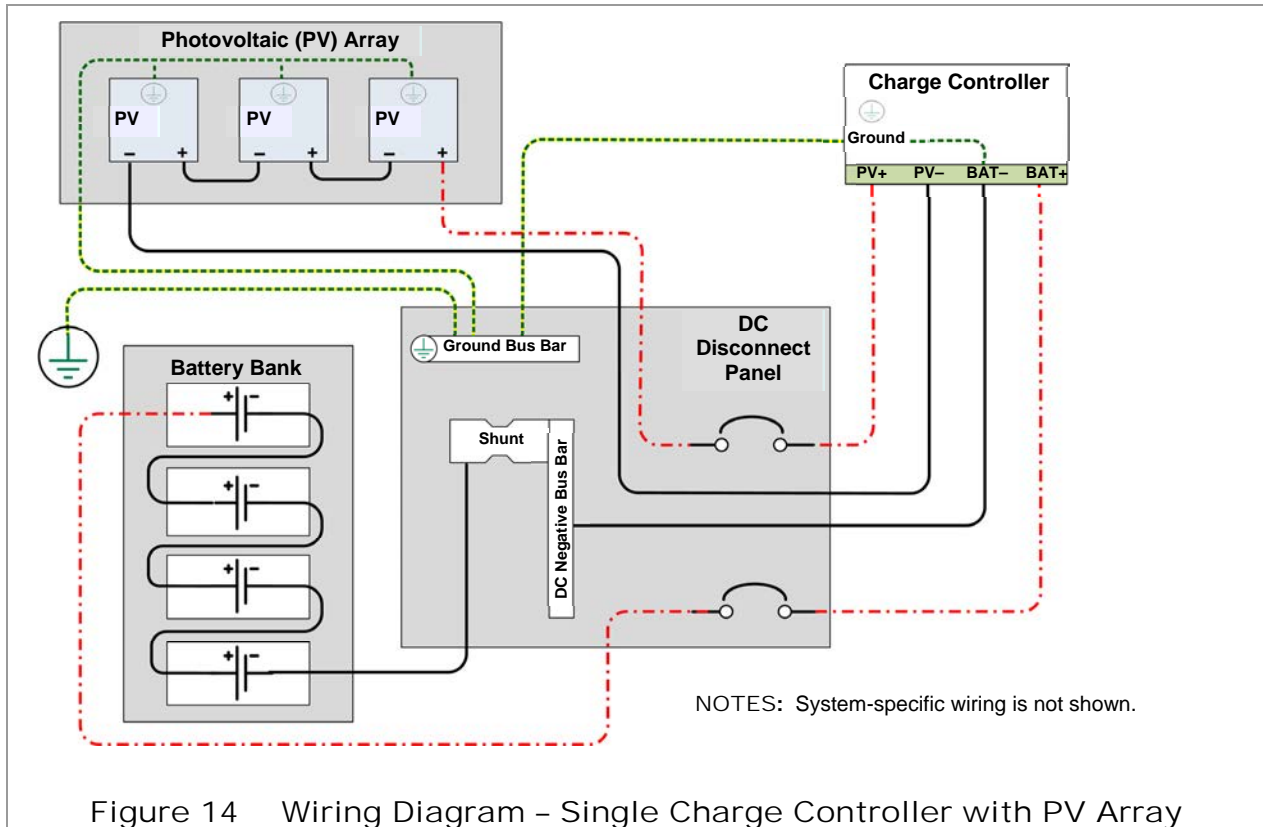 Photovoltaic (PV) Array
PV
PV
PV
–
+
–
+
–
+
Charge Controller
Ground
PV+
PV–
BAT–
BAT+
DC
Disconnect
Panel
Ground Bus Bar
Battery Bank
+ -
+ -
+ -
+ -
Shunt
DC Negative Bus Bar
NOTES: System-specific wiring is not shown.
Figure 14 Wiring Diagram – Single Charge Controller with PV Array